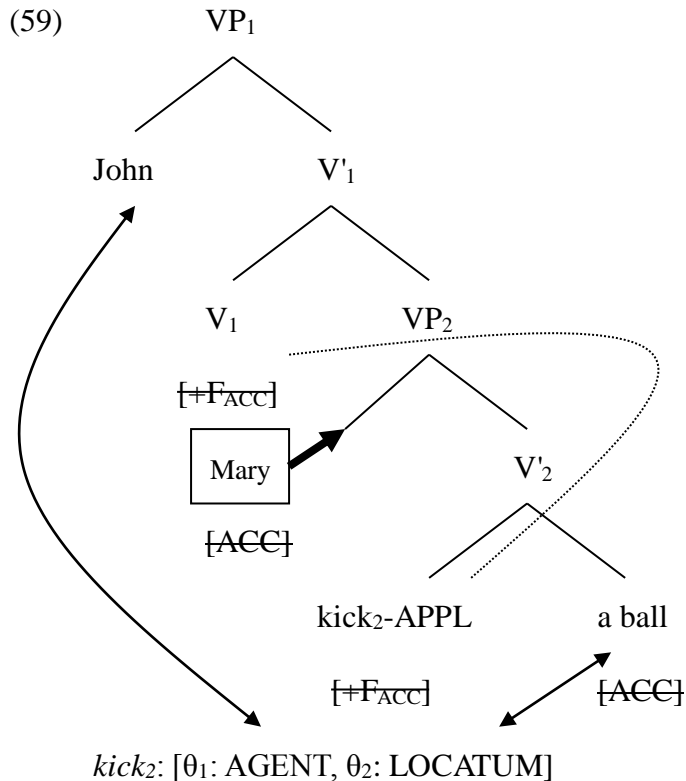 (59) VP₁
John V'₁
V₁ VP₂
[+F_ACC]
Mary V'₂
[ACC]
kick₂-APPL a ball
[+F_ACC] [ACC]
kick₂: [θ₁: AGENT, θ₂: LOCATUM]